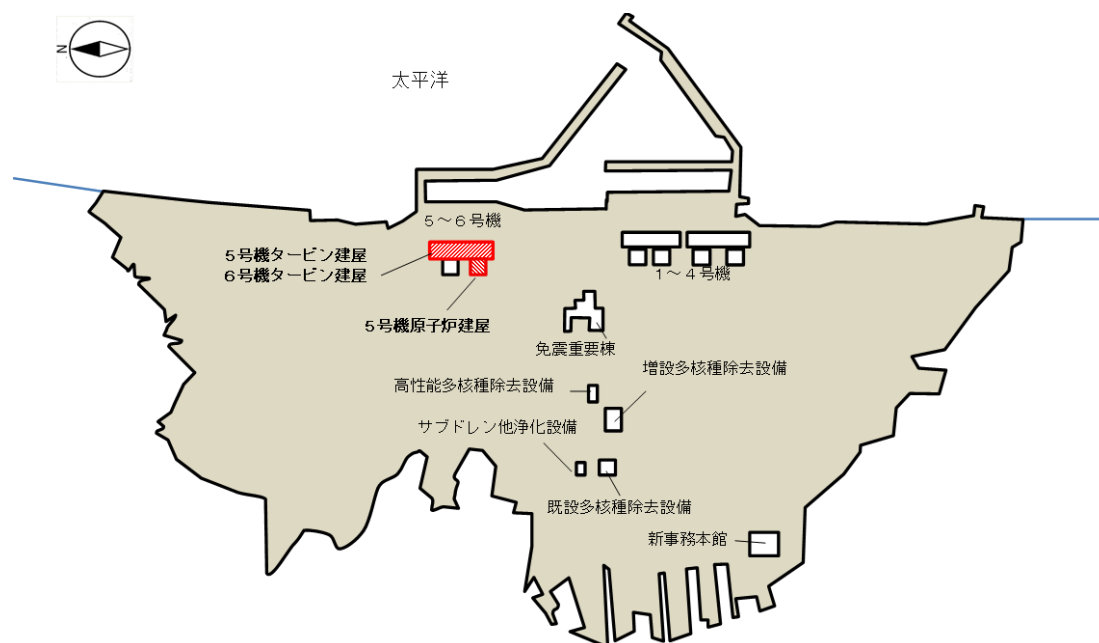 N
太平洋
5～6号機
5号機タービン建屋
6号機タービン建屋
1～4号機
5号機原子炉建屋
免震重要棟
増設多核種除去設備
高性能多核種除去設備
サブドレン他浄化設備
既設多核種除去設備
新事務本館